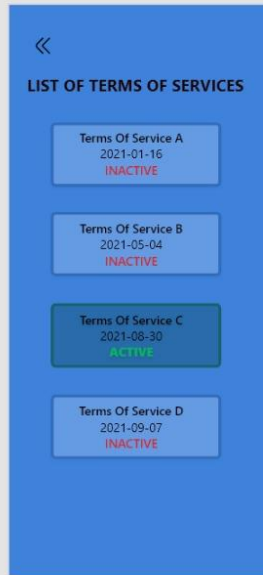 LIST OF TERMS OF SERVICES
Terms Of Service A
2021-01-16
INACTIVE
Terms Of Service B
2021-05-04
INACTIVE
Terms Of Service C
2021-08-30
ACTIVE
Terms Of Service D
2021-09-07
INACTIVE